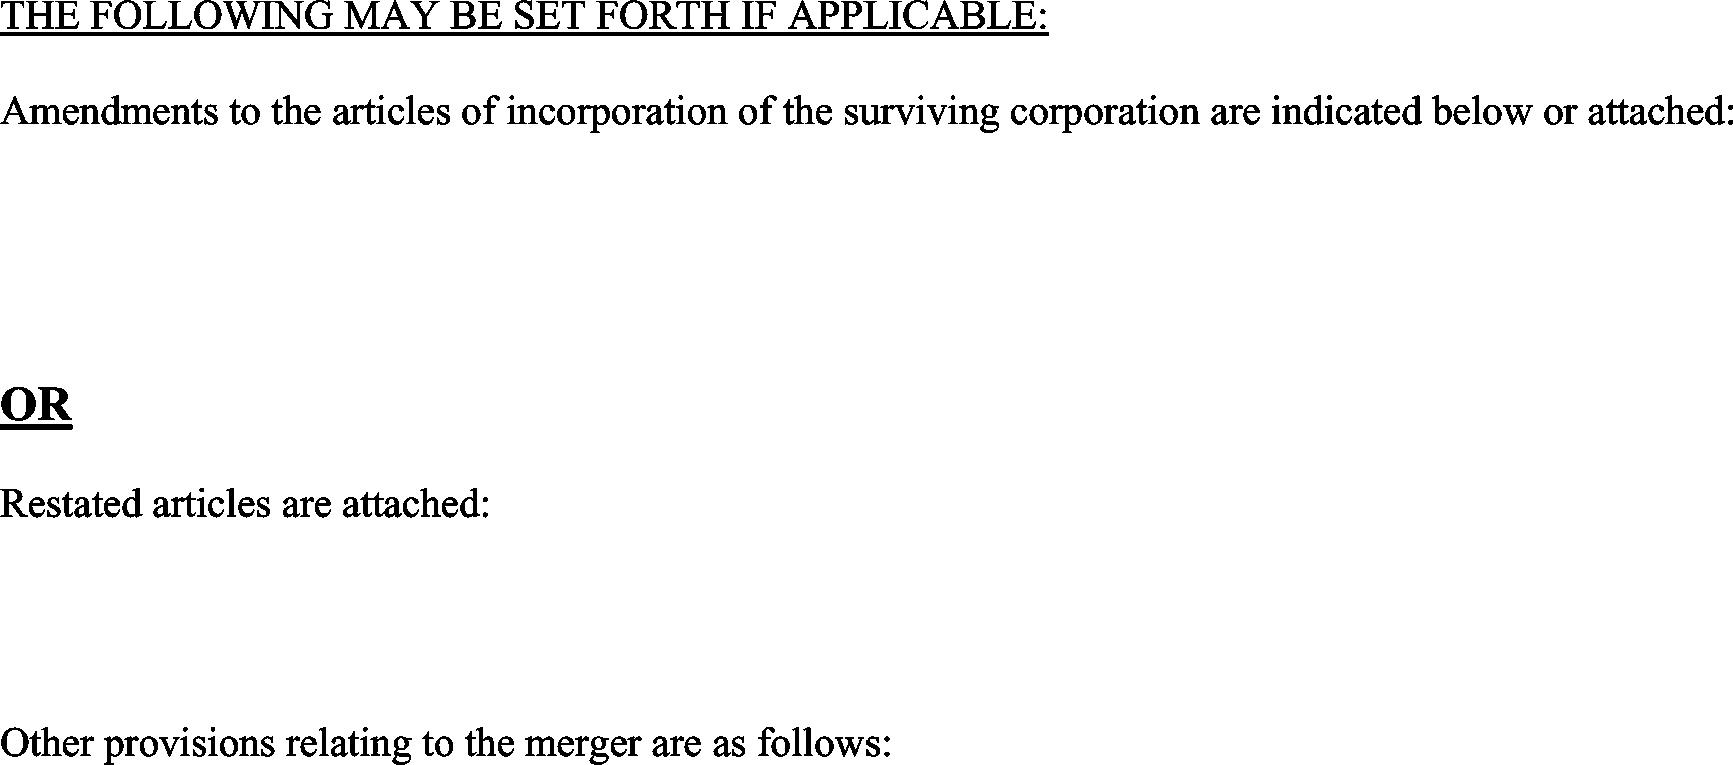 THE FOLLOWING MAY BE SET FORTH IF APPLICABLE:
Amendments to the articles of incorporation of the surviving corporation are indicated below or attached:
OR
Restated articles are attached:
Other provisions relating to the merger are as follows: